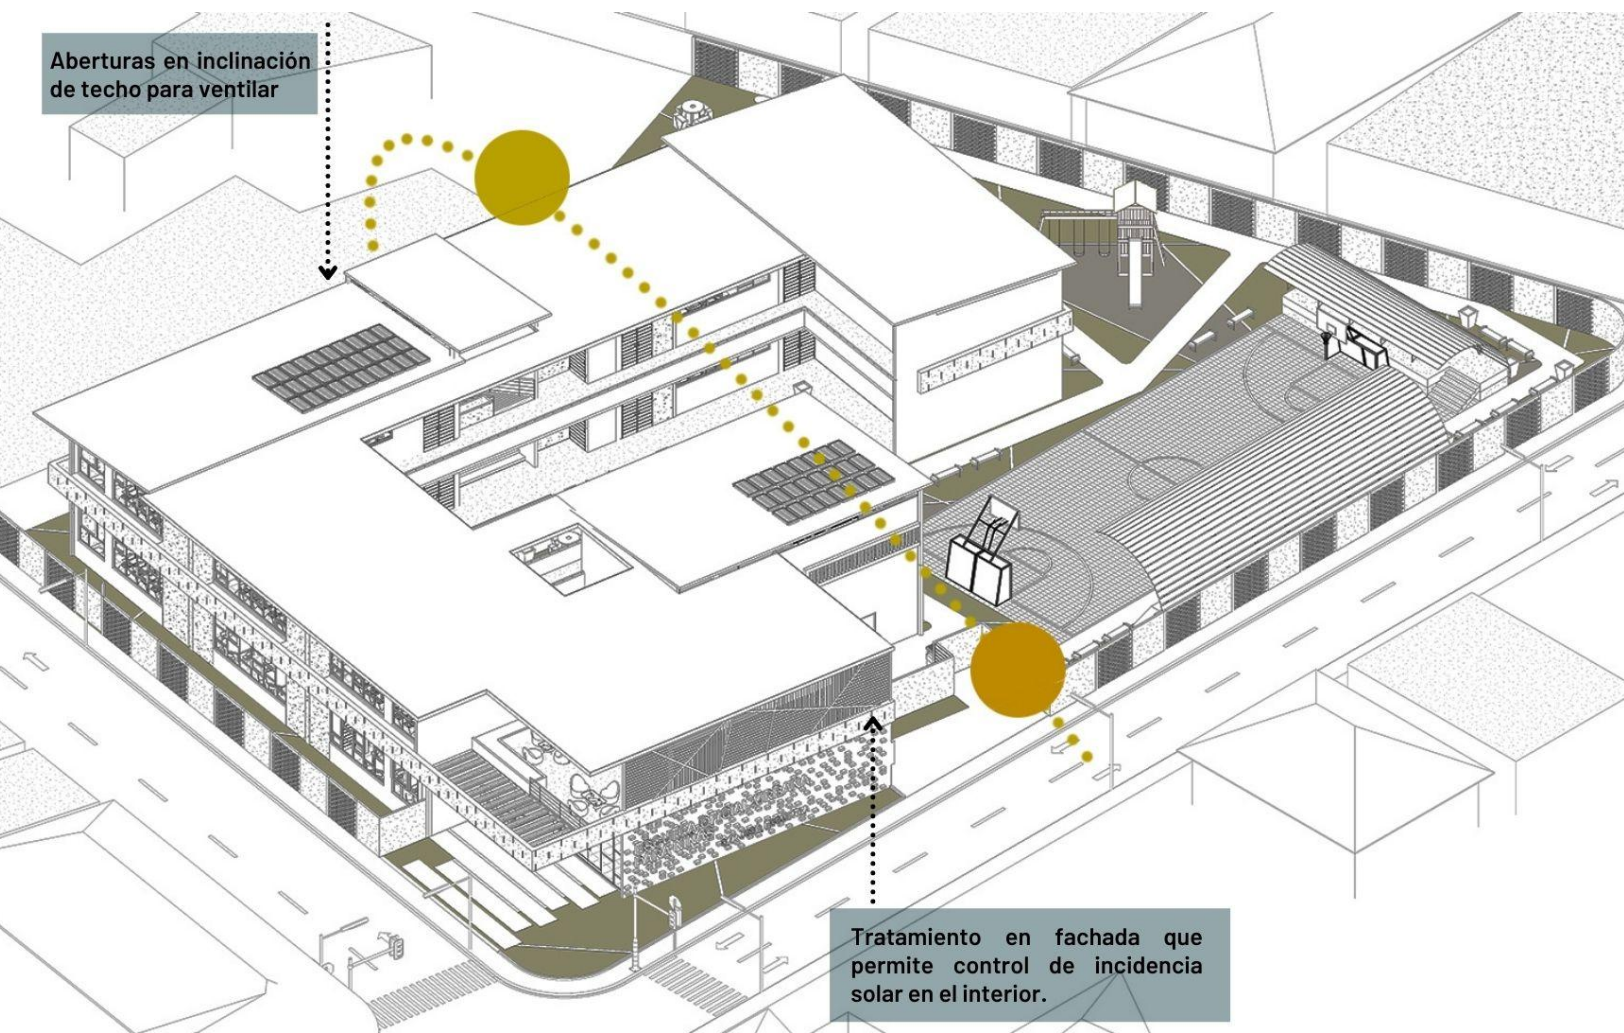 Aberturas en inclinación
de techo para ventilar
Tratamiento en fachada que
permite control de incidencia
solar en el interior.